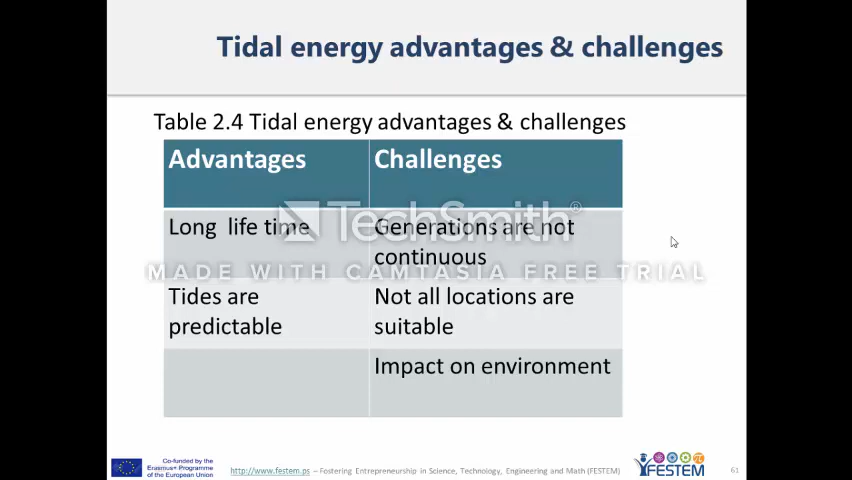 Tidal energy advantages & challenges
Table 2.4 Tidal energy advantages & challenges
Advantages
Challenges
Long life time
Generations are not
continuous
TechSmith®
MADE WITH CAMTASIA FREE TRIAL
Tides are
predictable
Not all locations are
suitable
Impact on environment
Co-funded by the
Erasmus+ Programme
of the European Union
http://www.festem.ps – Fostering Entrepreneurship in Science, Technology, Engineering and Math (FESTEM)
FESTEM
61